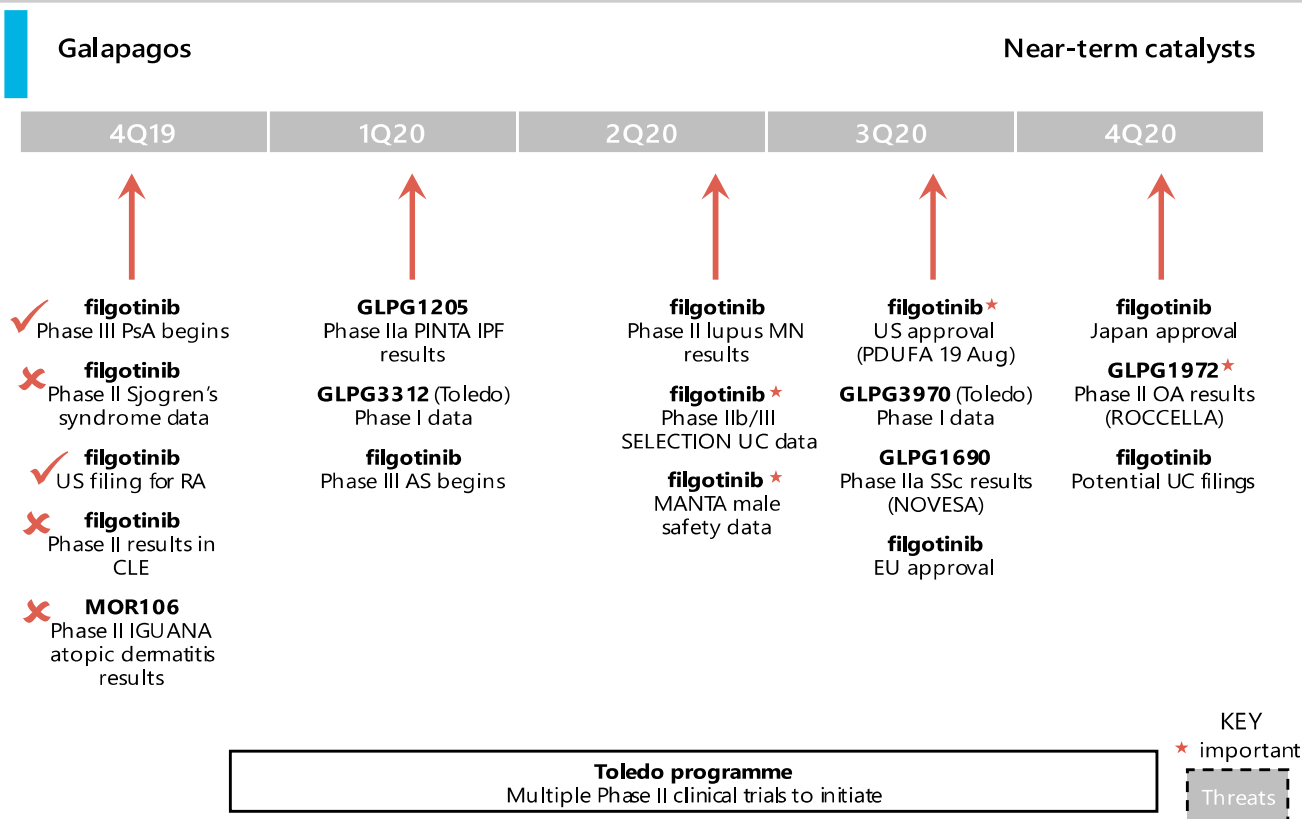 Galapagos
Near-term catalysts
4Q19
1Q20
2Q20
3Q20
4Q20
filgotinib
Phase III PsA begins
filgotinib
Phase II Sjogren's
syndrome data
filgotinib
US filing for RA
filgotinib
Phase II results in
CLE
MOR106
Phase II IGUANA
atopic dermatitis
results
GLPG1205
Phase IIa PINTA IPF
results
GLPG3312 (Toledo)
Phase I data
filgotinib
Phase III AS begins
filgotinib
Phase II lupus MN
results
filgotinib ★
Phase IIb/III
SELECTION UC data
filgotinib ★
MANTA male
safety data
filgotinib ★
US approval
(PDUFA 19 Aug)
GLPG3970 (Toledo)
Phase I data
GLPG1690
Phase IIa SSc results
(NOVESA)
filgotinib
EU approval
filgotinib
Japan approval
GLPG1972 ★
Phase II OA results
(ROCCELLA)
filgotinib
Potential UC filings
Toledo programme
Multiple Phase II clinical trials to initiate
KEY
★ important
Threats